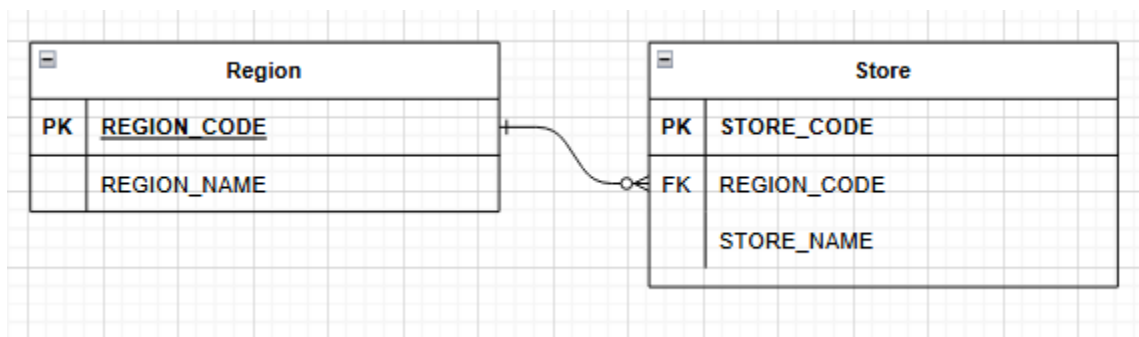 Region
PK REGION_CODE
REGION_NAME
Store
PK STORE_CODE
FK REGION_CODE
STORE_NAME